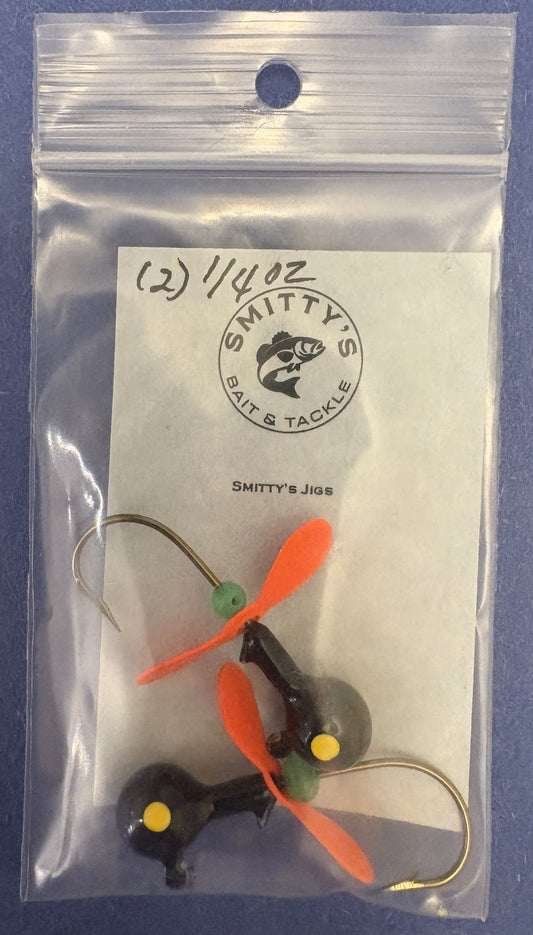 (2) 1/4 oz
SMITTY'S
BAIT & TACKLE
SMITTY'S JIGS